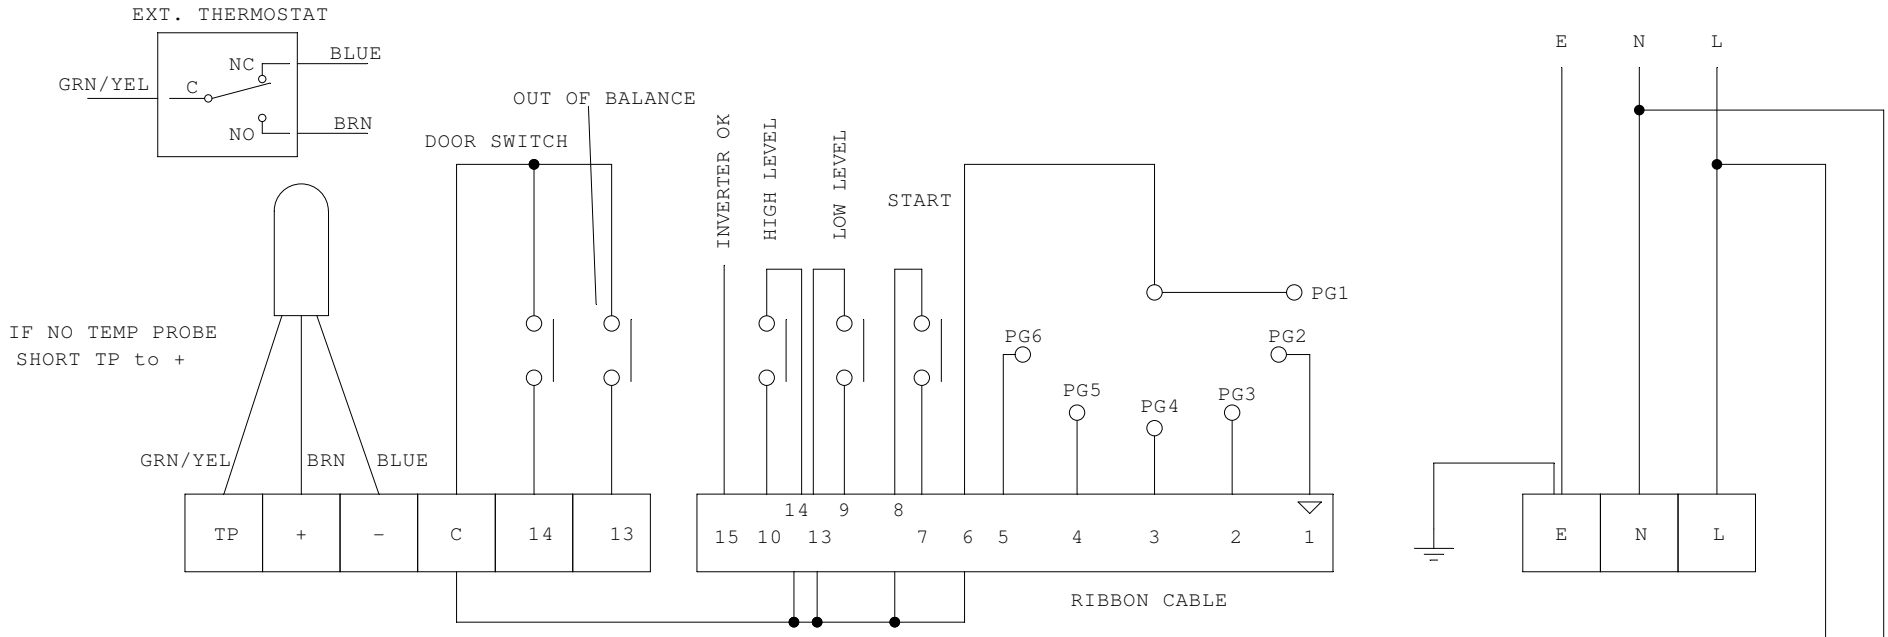 EXT. THERMOSTAT
E N L
NC BLUE
GRN/YEL C
OUT OF BALANCE
NO BRN
DOOR SWITCH
INVERTER OK
HIGH LEVEL
LOW LEVEL
START
PG1
IF NO TEMP PROBE
SHORT TP to +
PG6 PG2
PG5 PG4 PG3
GRN/YEL BRN BLUE
TP + - C 14 13
14 9 8
15 10 13 7 6 5 4 3 2 1
E N L
RIBBON CABLE